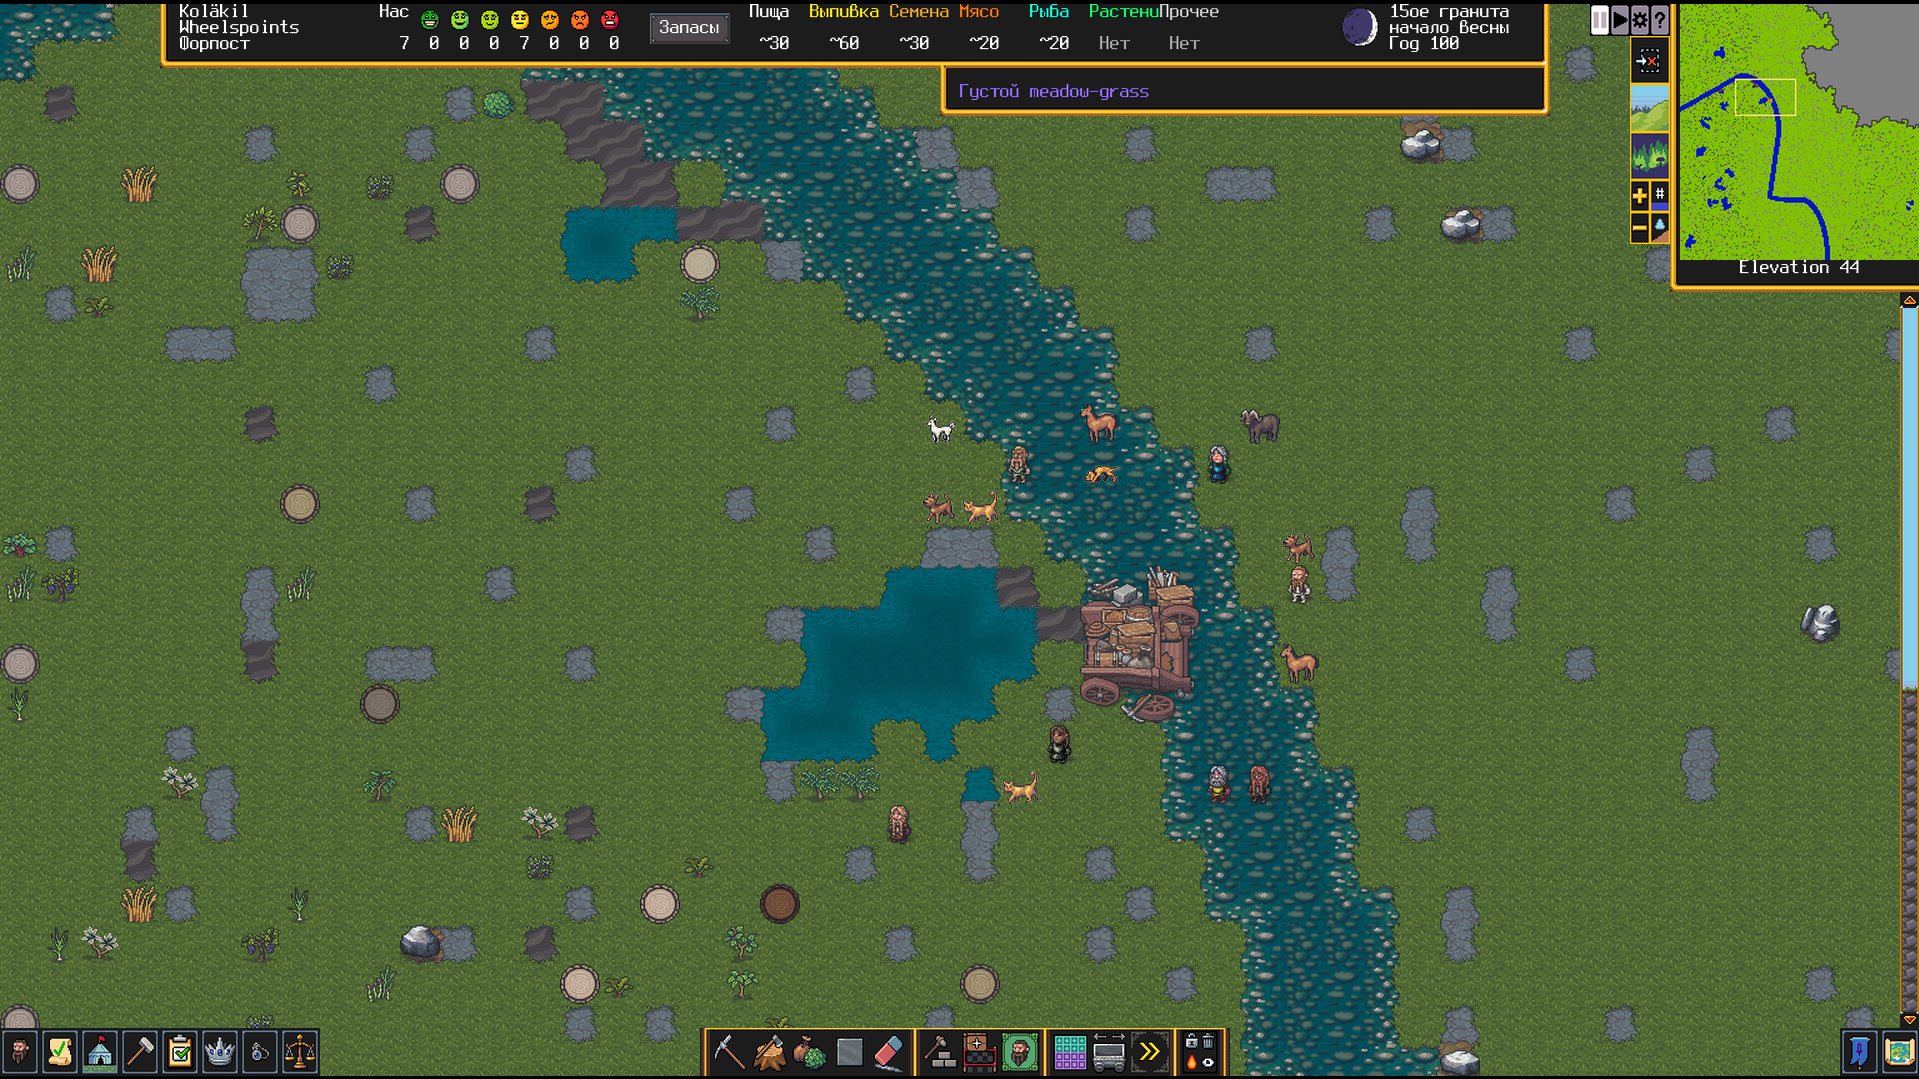 Koläkil
Wheelspoints
Форпост
Нас
7 0 0 0 7 0 0 0
Запасы
Пища Выпивка Семена Мясо Рыба Растени Прочее
~30 ~60 ~30 ~20 ~20 Нет Нет
15ое гранита
начало Весны
Год 100
Густой meadow-grass
?
#
Elevation 44